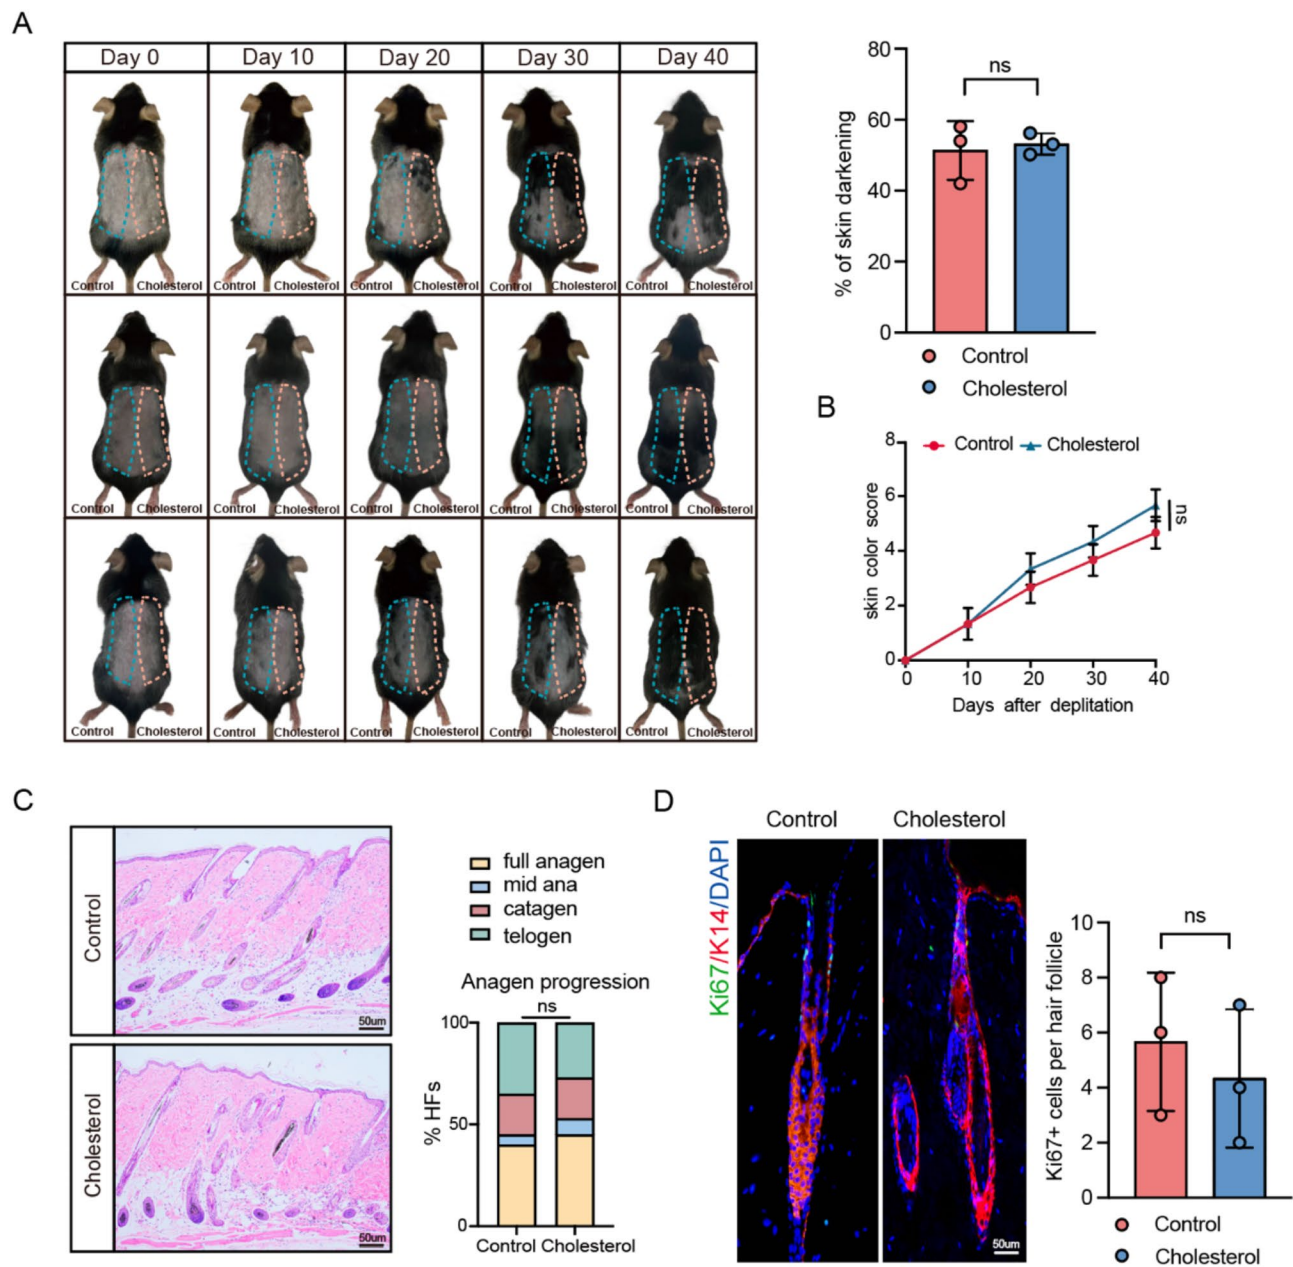 A
Day 0 Day 10 Day 20 Day 30 Day 40
Control Cholesterol Control Cholesterol Control Cholesterol Control Cholesterol Control Cholesterol
Control Cholesterol Control Cholesterol Control Cholesterol Control Cholesterol Control Cholesterol
Control Cholesterol Control Cholesterol Control Cholesterol Control Cholesterol Control Cholesterol
% of skin darkening
80
60
40
20
0
ns
Control
Cholesterol
B
Control Cholesterol
skin color score
8
6
4
2
0
ns
0 10 20 30 40
Days after deplitation
C
Control
50um
Cholesterol
50um
full anagen
mid ana
catagen
telogen
Anagen progression
ns
% HFs
100
50
0
Control Cholesterol
D
Control Cholesterol
Ki67/K14/DAPI
50um
Ki67+ cells per hair follicle
10
8
6
4
2
0
ns
Control
Cholesterol